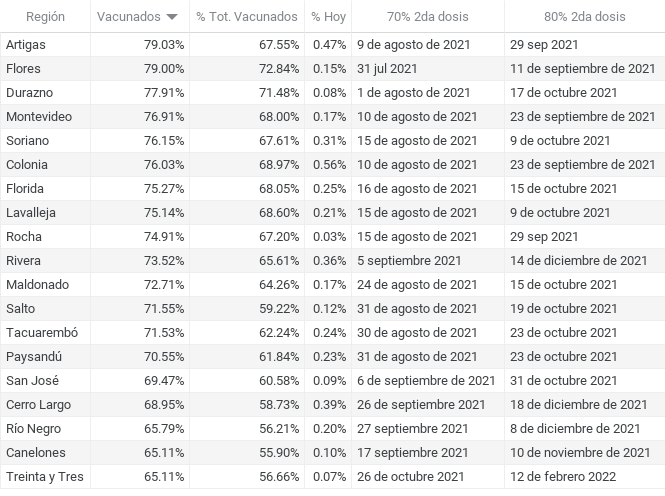 Región Vacunados % Tot. Vacunados % Hoy 70% 2da dosis 80% 2da dosis
Artigas 79.03% 67.55% 0.47% 9 de agosto de 2021 29 sep 2021
Flores 79.00% 72.84% 0.15% 31 jul 2021 11 de septiembre de 2021
Durazno 77.91% 71.48% 0.08% 1 de agosto de 2021 17 de octubre 2021
Montevideo 76.91% 68.00% 0.17% 10 de agosto de 2021 23 de septiembre de 2021
Soriano 76.15% 67.61% 0.31% 15 de agosto de 2021 9 de octubre 2021
Colonia 76.03% 68.97% 0.56% 10 de agosto de 2021 23 de septiembre de 2021
Florida 75.27% 68.05% 0.25% 16 de agosto de 2021 15 de octubre 2021
Lavalleja 75.14% 68.60% 0.21% 15 de agosto de 2021 9 de octubre 2021
Rocha 74.91% 67.20% 0.03% 15 de agosto de 2021 29 sep 2021
Rivera 73.52% 65.61% 0.36% 5 septiembre 2021 14 de diciembre de 2021
Maldonado 72.71% 64.26% 0.17% 24 de agosto de 2021 15 de octubre 2021
Salto 71.55% 59.22% 0.12% 31 de agosto de 2021 19 de octubre 2021
Tacuarembó 71.53% 62.24% 0.24% 30 de agosto de 2021 23 de octubre 2021
Paysandú 70.55% 61.84% 0.23% 31 de agosto de 2021 23 de octubre 2021
San José 69.47% 60.58% 0.09% 6 de septiembre de 2021 31 de octubre 2021
Cerro Largo 68.95% 58.73% 0.39% 26 de septiembre 2021 18 de diciembre de 2021
Río Negro 65.79% 56.21% 0.20% 27 septiembre 2021 8 de diciembre de 2021
Canelones 65.11% 55.90% 0.10% 17 septiembre 2021 10 de noviembre de 2021
Treinta y Tres 65.11% 56.66% 0.07% 26 de octubre 2021 12 de febrero 2022